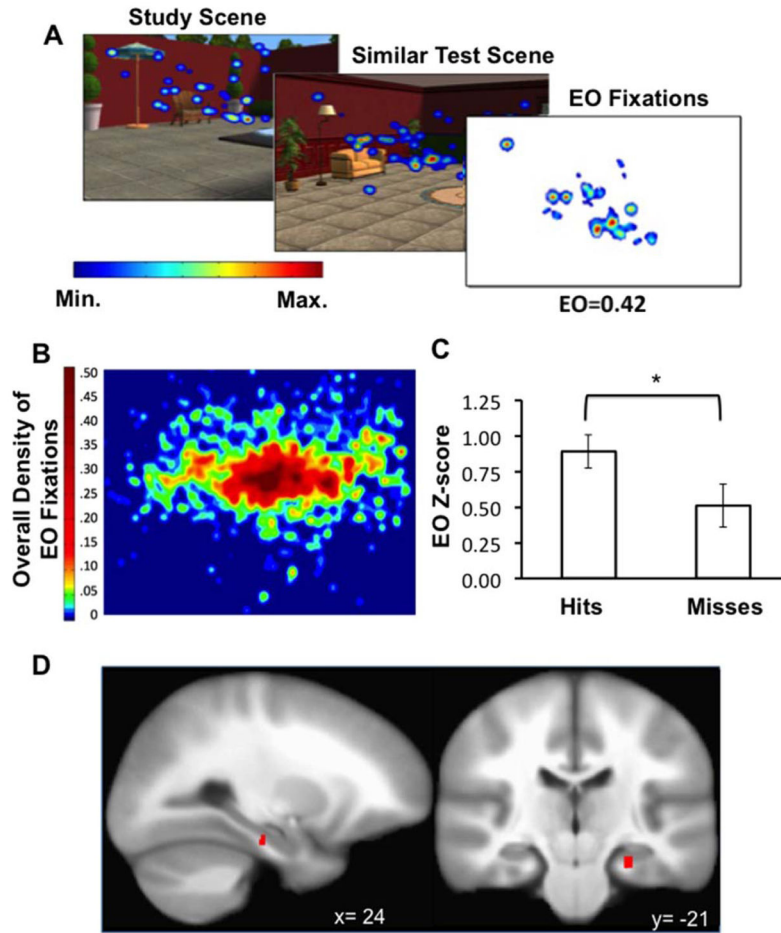 Study Scene
A
Similar Test Scene
EO Fixations
Min.
Max.
EO=0.42
B
Overall Density of
EO Fixations
.50
.45
.35
.30
.25
.20
.15
.10
.05
0
C
*
EO Z-score
1.25
1.00
0.75
0.50
0.25
0.00
Hits
Misses
D
x= 24
y= -21